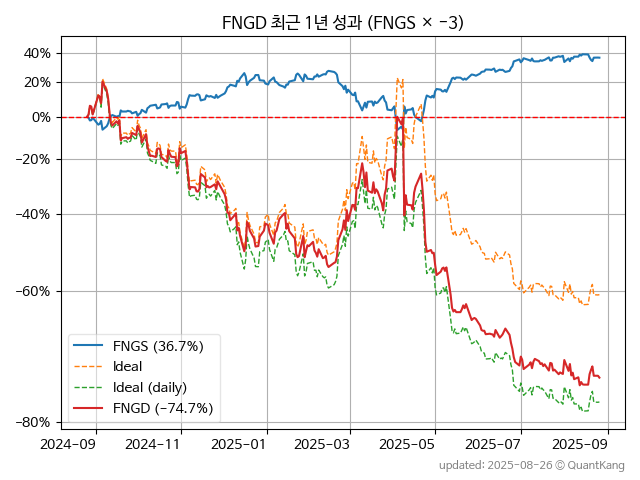 FNGD 최근 1년 성과 (FNGS × −3)
40%
20%
0%
−20%
−40%
−60%
−80%
FNGS (36.7%)
Ideal
Ideal (daily)
FNGD (−74.7%)
2024-09 2024-11 2025-01 2025-03 2025-05 2025-07 2025-09
updated: 2025-08-26 © QuantKang